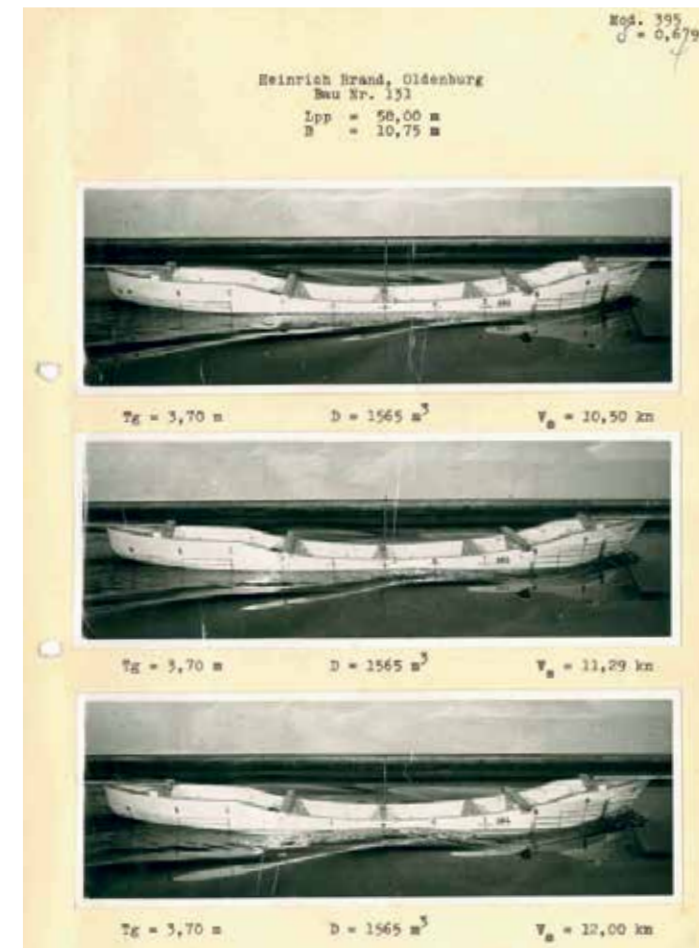 Mod. 395
δ = 0,679
Heinrich Brand, Oldenburg
Bau Nr. 131
Lpp = 58,00 m
B = 10,75 m
Tg = 3,70 m D = 1565 m³ Vs = 10,50 kn
Tg = 3,70 m D = 1565 m³ Vs = 11,29 kn
Tg = 3,70 m D = 1565 m³ Vs = 12,00 kn